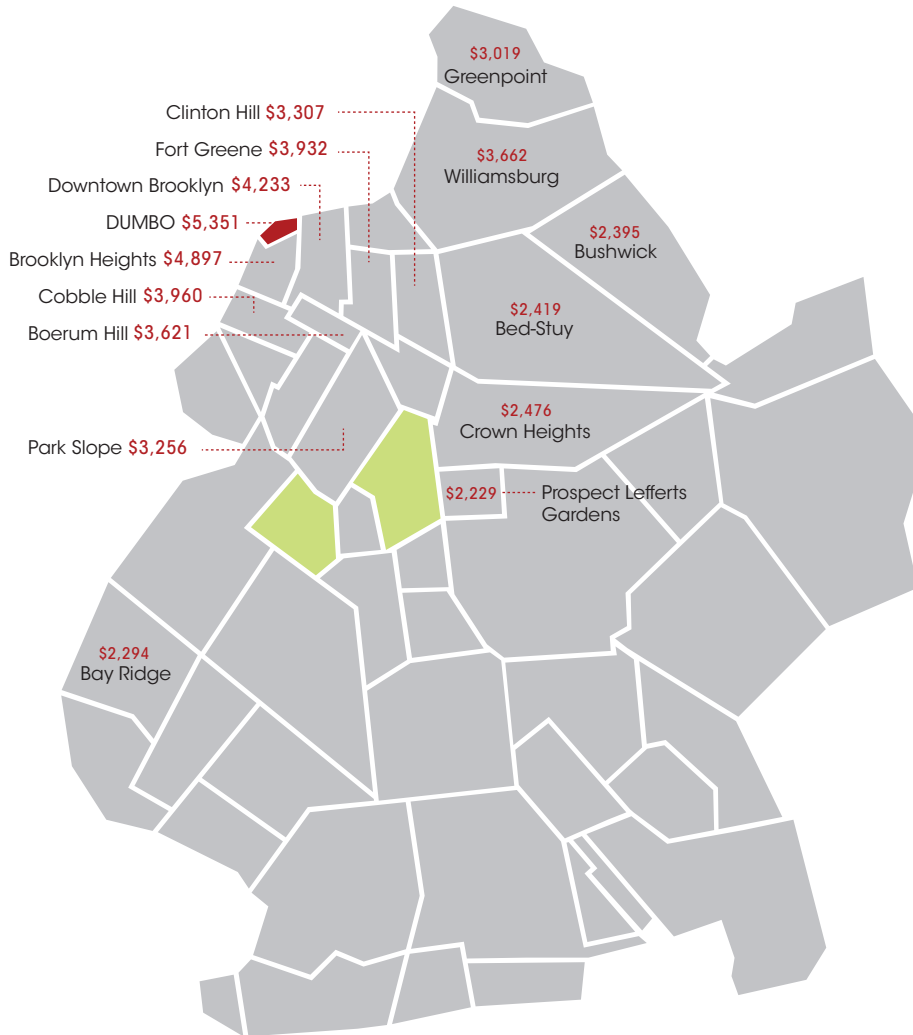 $3,019
Greenpoint
Clinton Hill $3,307
Fort Greene $3,932
$3,662
Williamsburg
Downtown Brooklyn $4,233
DUMBO $5,351
$2,395
Bushwick
Brooklyn Heights $4,897
Cobble Hill $3,960
$2,419
Bed-Stuy
Boerum Hill $3,621
$2,476
Crown Heights
Park Slope $3,256
$2,229
Prospect Lefferts
Gardens
$2,294
Bay Ridge